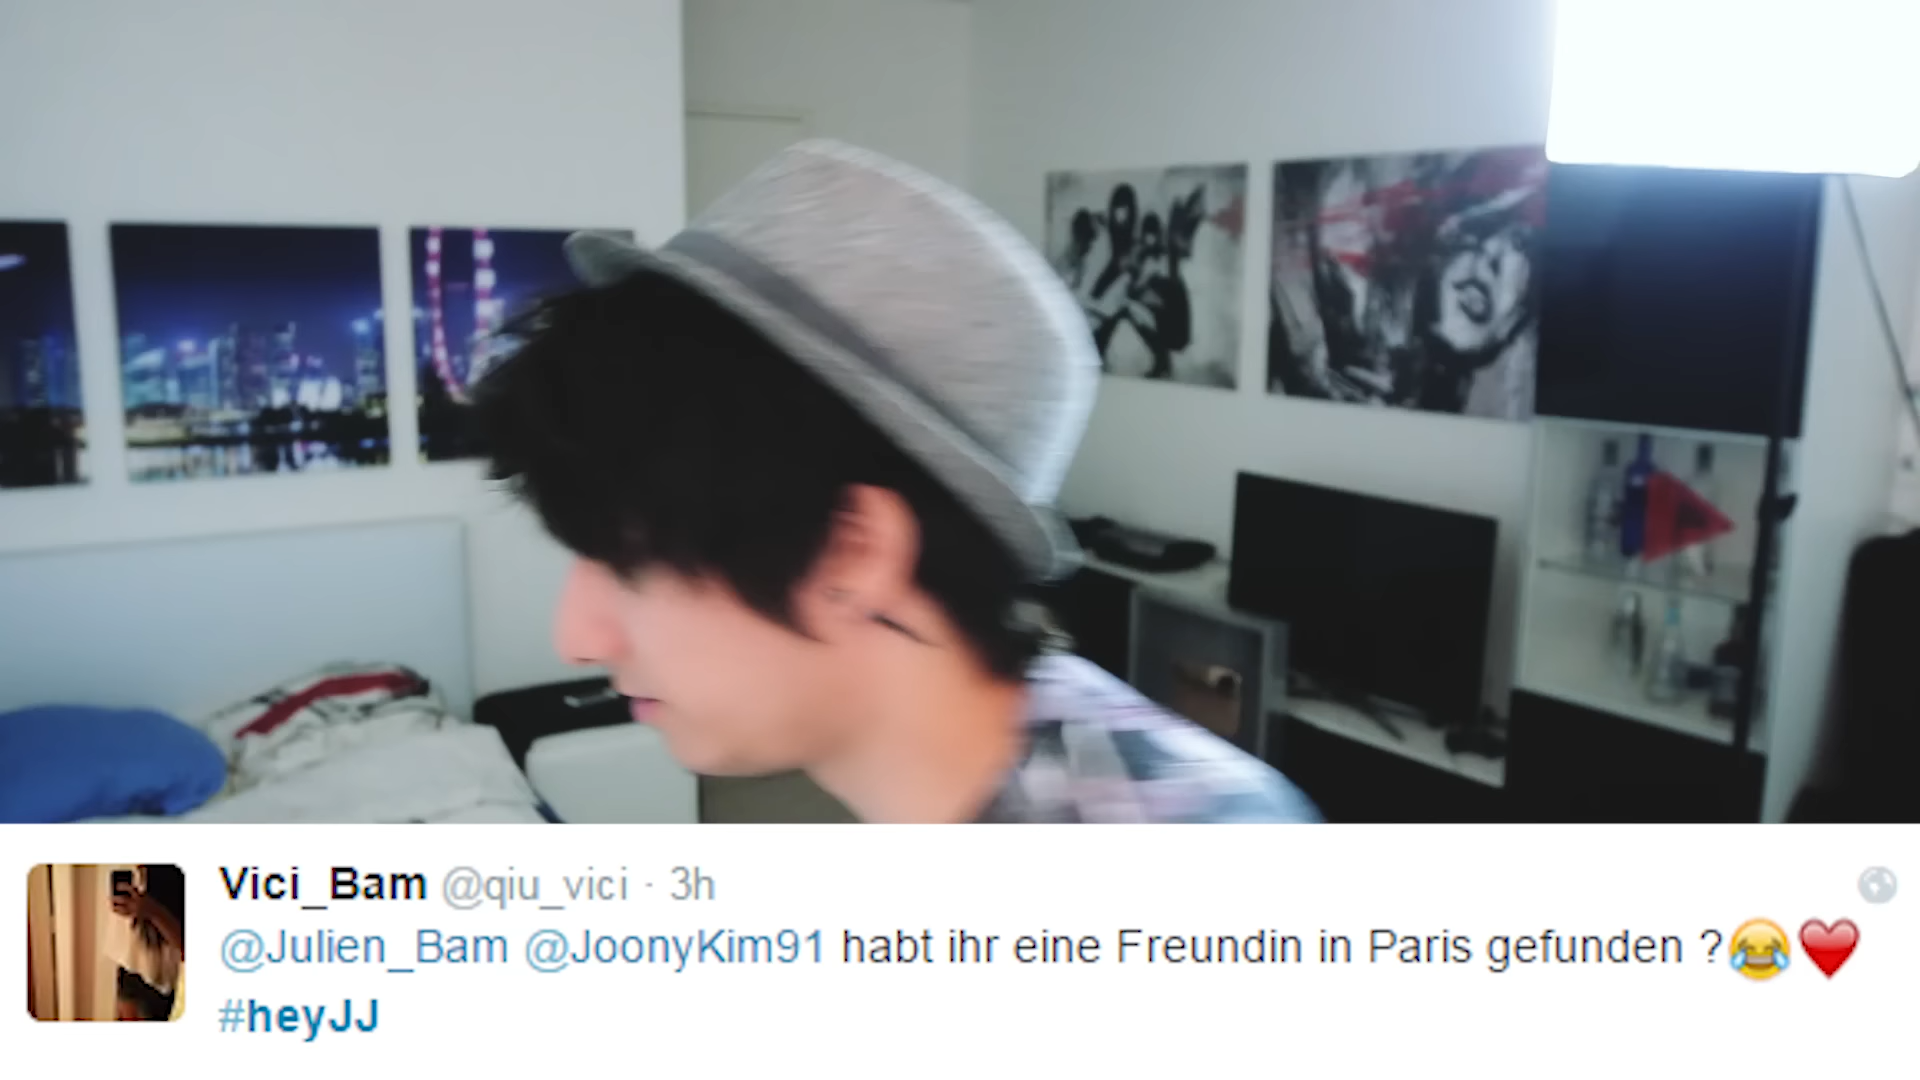 Vici_Bam @qiu_vici · 3h
@Julien_Bam @JoonyKim91 habt ihr eine Freundin in Paris gefunden ?😂❤
#heyJJ